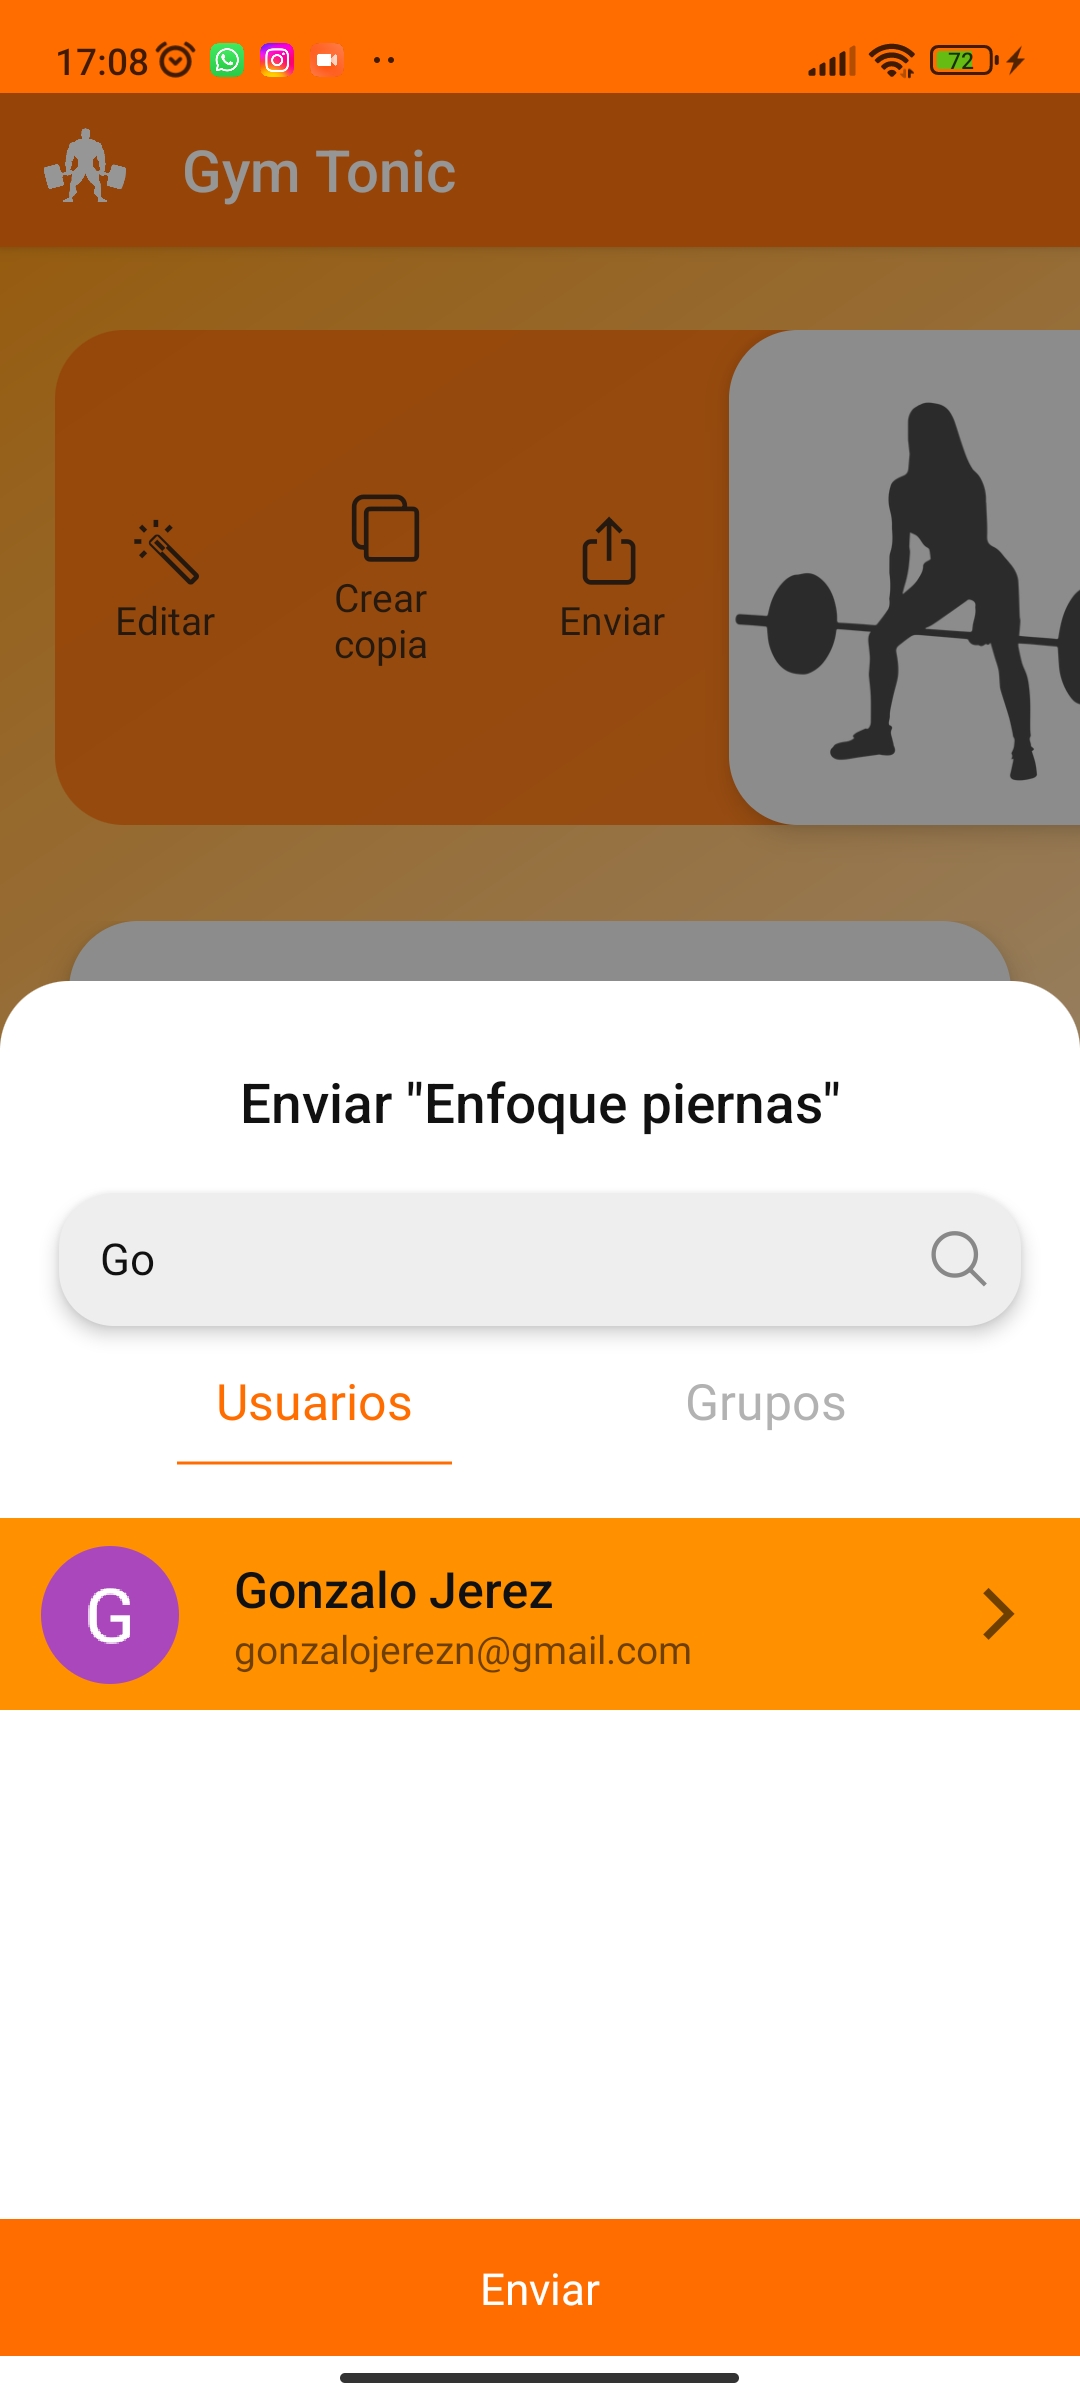 17:08
72
Gym Tonic
Editar
Crear
copia
Enviar
Enviar "Enfoque piernas"
Go
Usuarios
Grupos
G
Gonzalo Jerez
gonzalojerezn@gmail.com
Enviar